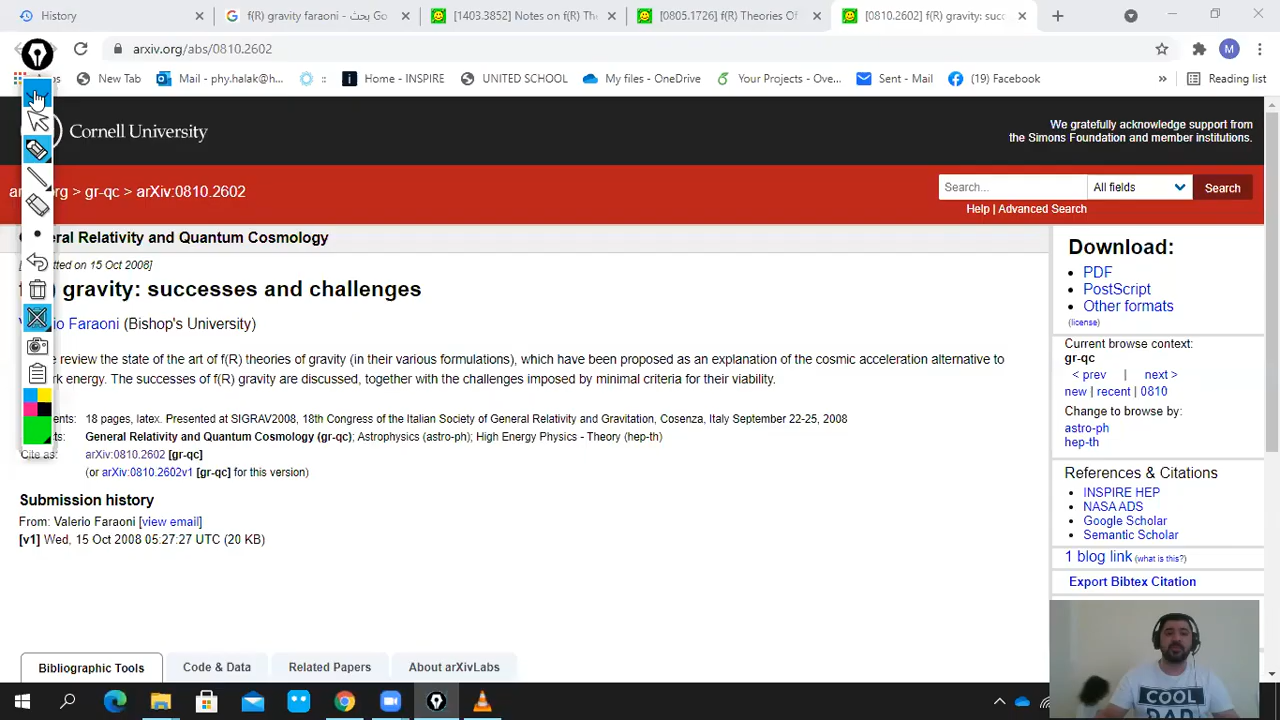 History
f(R) gravity faraoni - بحث Go
[1403.3852] Notes on f(R) The
[0805.1726] f(R) Theories Of
[0810.2602] f(R) gravity: suc
arxiv.org/abs/0810.2602
M
New Tab
Mail - phy.halak@h...
Home - INSPIRE
UNITED SCHOOL
My files - OneDrive
Your Projects - Ove...
Sent - Mail
(19) Facebook
»
Reading list
Cornell University
We gratefully acknowledge support from
the Simons Foundation and member institutions.
rg > gr-qc > arXiv:0810.2602
Search...
All fields
Search
Help | Advanced Search
eral Relativity and Quantum Cosmology
tted on 15 Oct 2008]
gravity: successes and challenges
io Faraoni (Bishop's University)
review the state of the art of f(R) theories of gravity (in their various formulations), which have been proposed as an explanation of the cosmic acceleration alternative to
rk energy. The successes of f(R) gravity are discussed, together with the challenges imposed by minimal criteria for their viability.
ents: 18 pages, latex. Presented at SIGRAV2008, 18th Congress of the Italian Society of General Relativity and Gravitation, Cosenza, Italy September 22-25, 2008
ts: General Relativity and Quantum Cosmology (gr-qc); Astrophysics (astro-ph); High Energy Physics - Theory (hep-th)
Cite as: arXiv:0810.2602 [gr-qc]
(or arXiv:0810.2602v1 [gr-qc] for this version)
Submission history
From: Valerio Faraoni [view email]
[v1] Wed, 15 Oct 2008 05:27:27 UTC (20 KB)
Download:
PDF
PostScript
Other formats
(license)
Current browse context:
gr-qc
< prev | next >
new | recent | 0810
Change to browse by:
astro-ph
hep-th
References & Citations
INSPIRE HEP
NASA ADS
Google Scholar
Semantic Scholar
1 blog link (what is this?)
Export Bibtex Citation
Bibliographic Tools
Code & Data
Related Papers
About arXivLabs
COOL
DAD